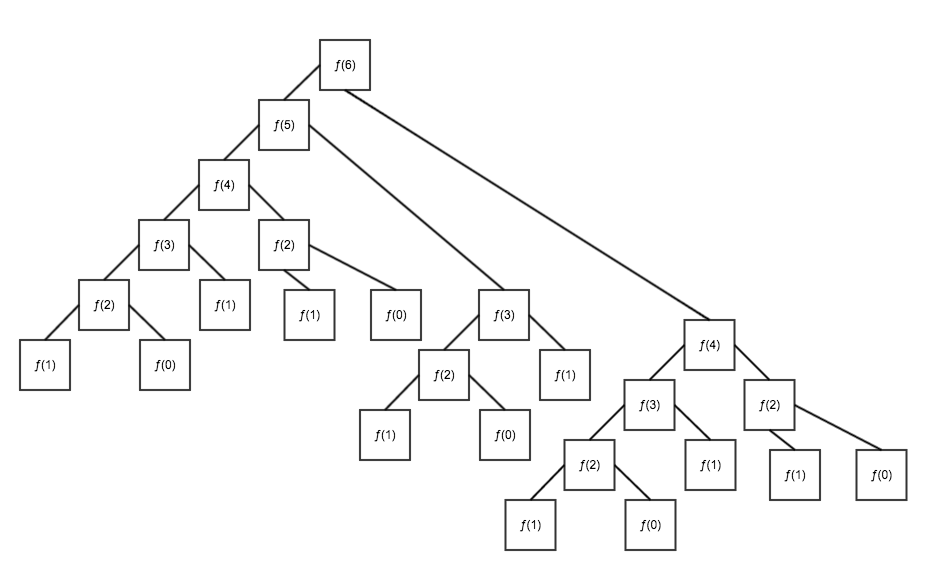 ƒ(6)
ƒ(5)
ƒ(4)
ƒ(3) ƒ(2)
ƒ(2) ƒ(1) ƒ(1) ƒ(0) ƒ(3)
ƒ(4)
ƒ(1) ƒ(0) ƒ(2) ƒ(1)
ƒ(3) ƒ(2)
ƒ(1) ƒ(0)
ƒ(2) ƒ(1) ƒ(1) ƒ(0)
ƒ(1) ƒ(0)